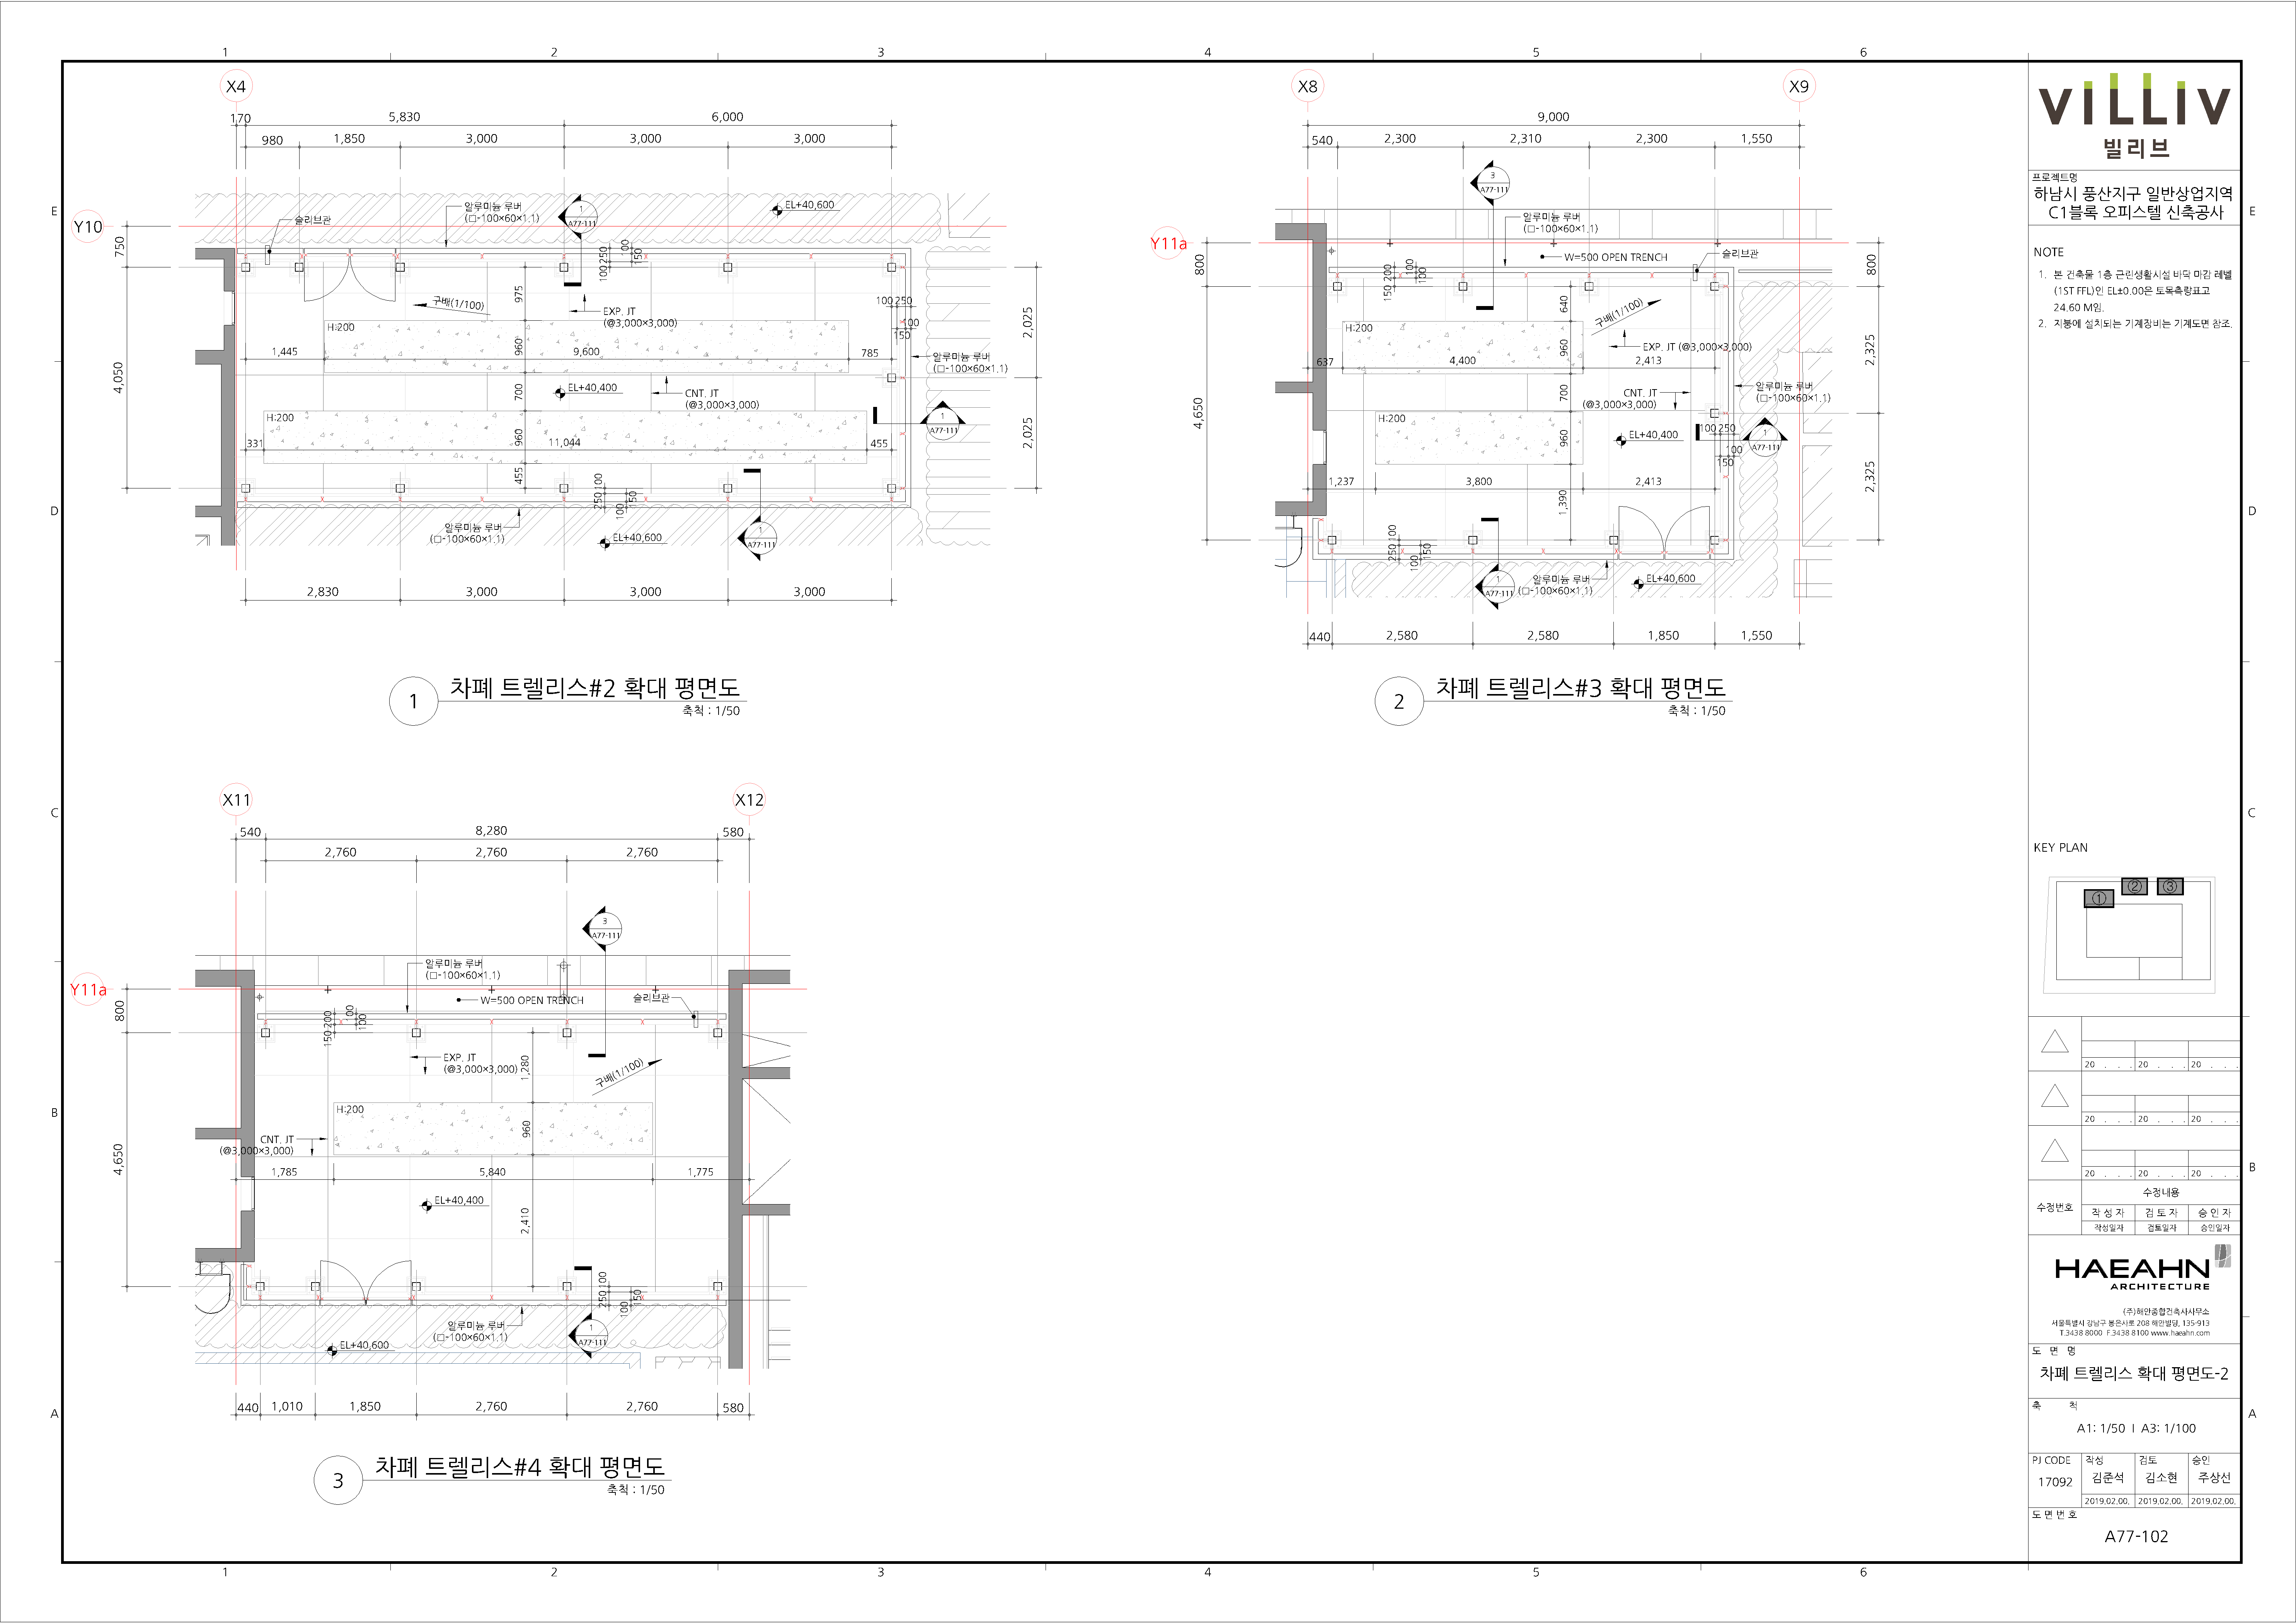 1
2
3
4
5
6
E
D
C
B
A
X4
170
5,830
6,000
980
1,850
3,000
3,000
3,000
Y10
750
4,050
슬리브관
알루미늄 루버
(□-100×60×1.1)
1
A77-111
EL+40,600
100
250
150
100
구배(1/100)
975
EXP. JT
(@3,000×3,000)
100 250
100
150
H:200
1,445
960
9,600
785
2,025
알루미늄 루버
(□-100×60×1.1)
700
EL+40,400
CNT. JT
(@3,000×3,000)
H:200
331
960
11,044
455
1
A77-111
2,025
455
250 100
100
150
알루미늄 루버
(□-100×60×1.1)
EL+40,600
1
A77-111
2,830
3,000
3,000
3,000
1
차폐 트렐리스#2 확대 평면도
축척 : 1/50
X8
X9
9,000
540
2,300
2,310
2,300
1,550
3
A77-111
Y11a
800
4,650
알루미늄 루버
(□-100×60×1.1)
W=500 OPEN TRENCH
슬리브관
800
150 200
100
100
640
구배(1/100)
H:200
EXP. JT (@3,000×3,000)
637
4,400
960
2,413
2,325
700
CNT. JT
(@3,000×3,000)
알루미늄 루버
(□-100×60×1.1)
H:200
960
EL+40,400
100 250
100
150
1
A77-111
1,237
3,800
2,413
2,325
1,390
250 100
100
150
1
A77-111
알루미늄 루버
(□-100×60×1.1)
EL+40,600
440
2,580
2,580
1,850
1,550
2
차폐 트렐리스#3 확대 평면도
축척 : 1/50
X11
X12
540
8,280
580
2,760
2,760
2,760
3
A77-111
Y11a
800
4,650
알루미늄 루버
(□-100×60×1.1)
W=500 OPEN TRENCH
슬리브관
150 200
100
100
EXP. JT
(@3,000×3,000)
1,280
구배(1/100)
H:200
960
CNT. JT
(@3,000×3,000)
1,785
5,840
1,775
EL+40,400
2,410
250 100
100
150
알루미늄 루버
(□-100×60×1.1)
1
A77-111
EL+40,600
440
1,010
1,850
2,760
2,760
580
3
차폐 트렐리스#4 확대 평면도
축척 : 1/50
VILLIV
빌리브
프로젝트명
하남시 풍산지구 일반상업지역
C1블록 오피스텔 신축공사
NOTE
1. 본 건축물 1층 근린생활시설 바닥 마감 레벨
(1ST FFL)인 EL±0.00은 토목측량표고
24.60 M임.
2. 지붕에 설치되는 기계장비는 기계도면 참조.
KEY PLAN
①
②
③
20 . . .
20 . . .
20 . . .
20 . . .
20 . . .
20 . . .
20 . . .
20 . . .
20 . . .
수정번호
수정내용
작 성 자
검 토 자
승 인 자
작성일자
검토일자
승인일자
HAEAHN
ARCHITECTURE
(주)해안종합건축사사무소
서울특별시 강남구 봉은사로 208 해안빌딩, 135-913
T.3438 8000 F.3438 8100 www.haeahn.com
도 면 명
차폐 트렐리스 확대 평면도-2
축 척
A1: 1/50 I A3: 1/100
PJ CODE
17092
작성
김준석
검토
김소현
승인
주상선
2019.02.00.
2019.02.00.
2019.02.00.
도 면 번 호
A77-102
1
2
3
4
5
6
E
D
C
B
A